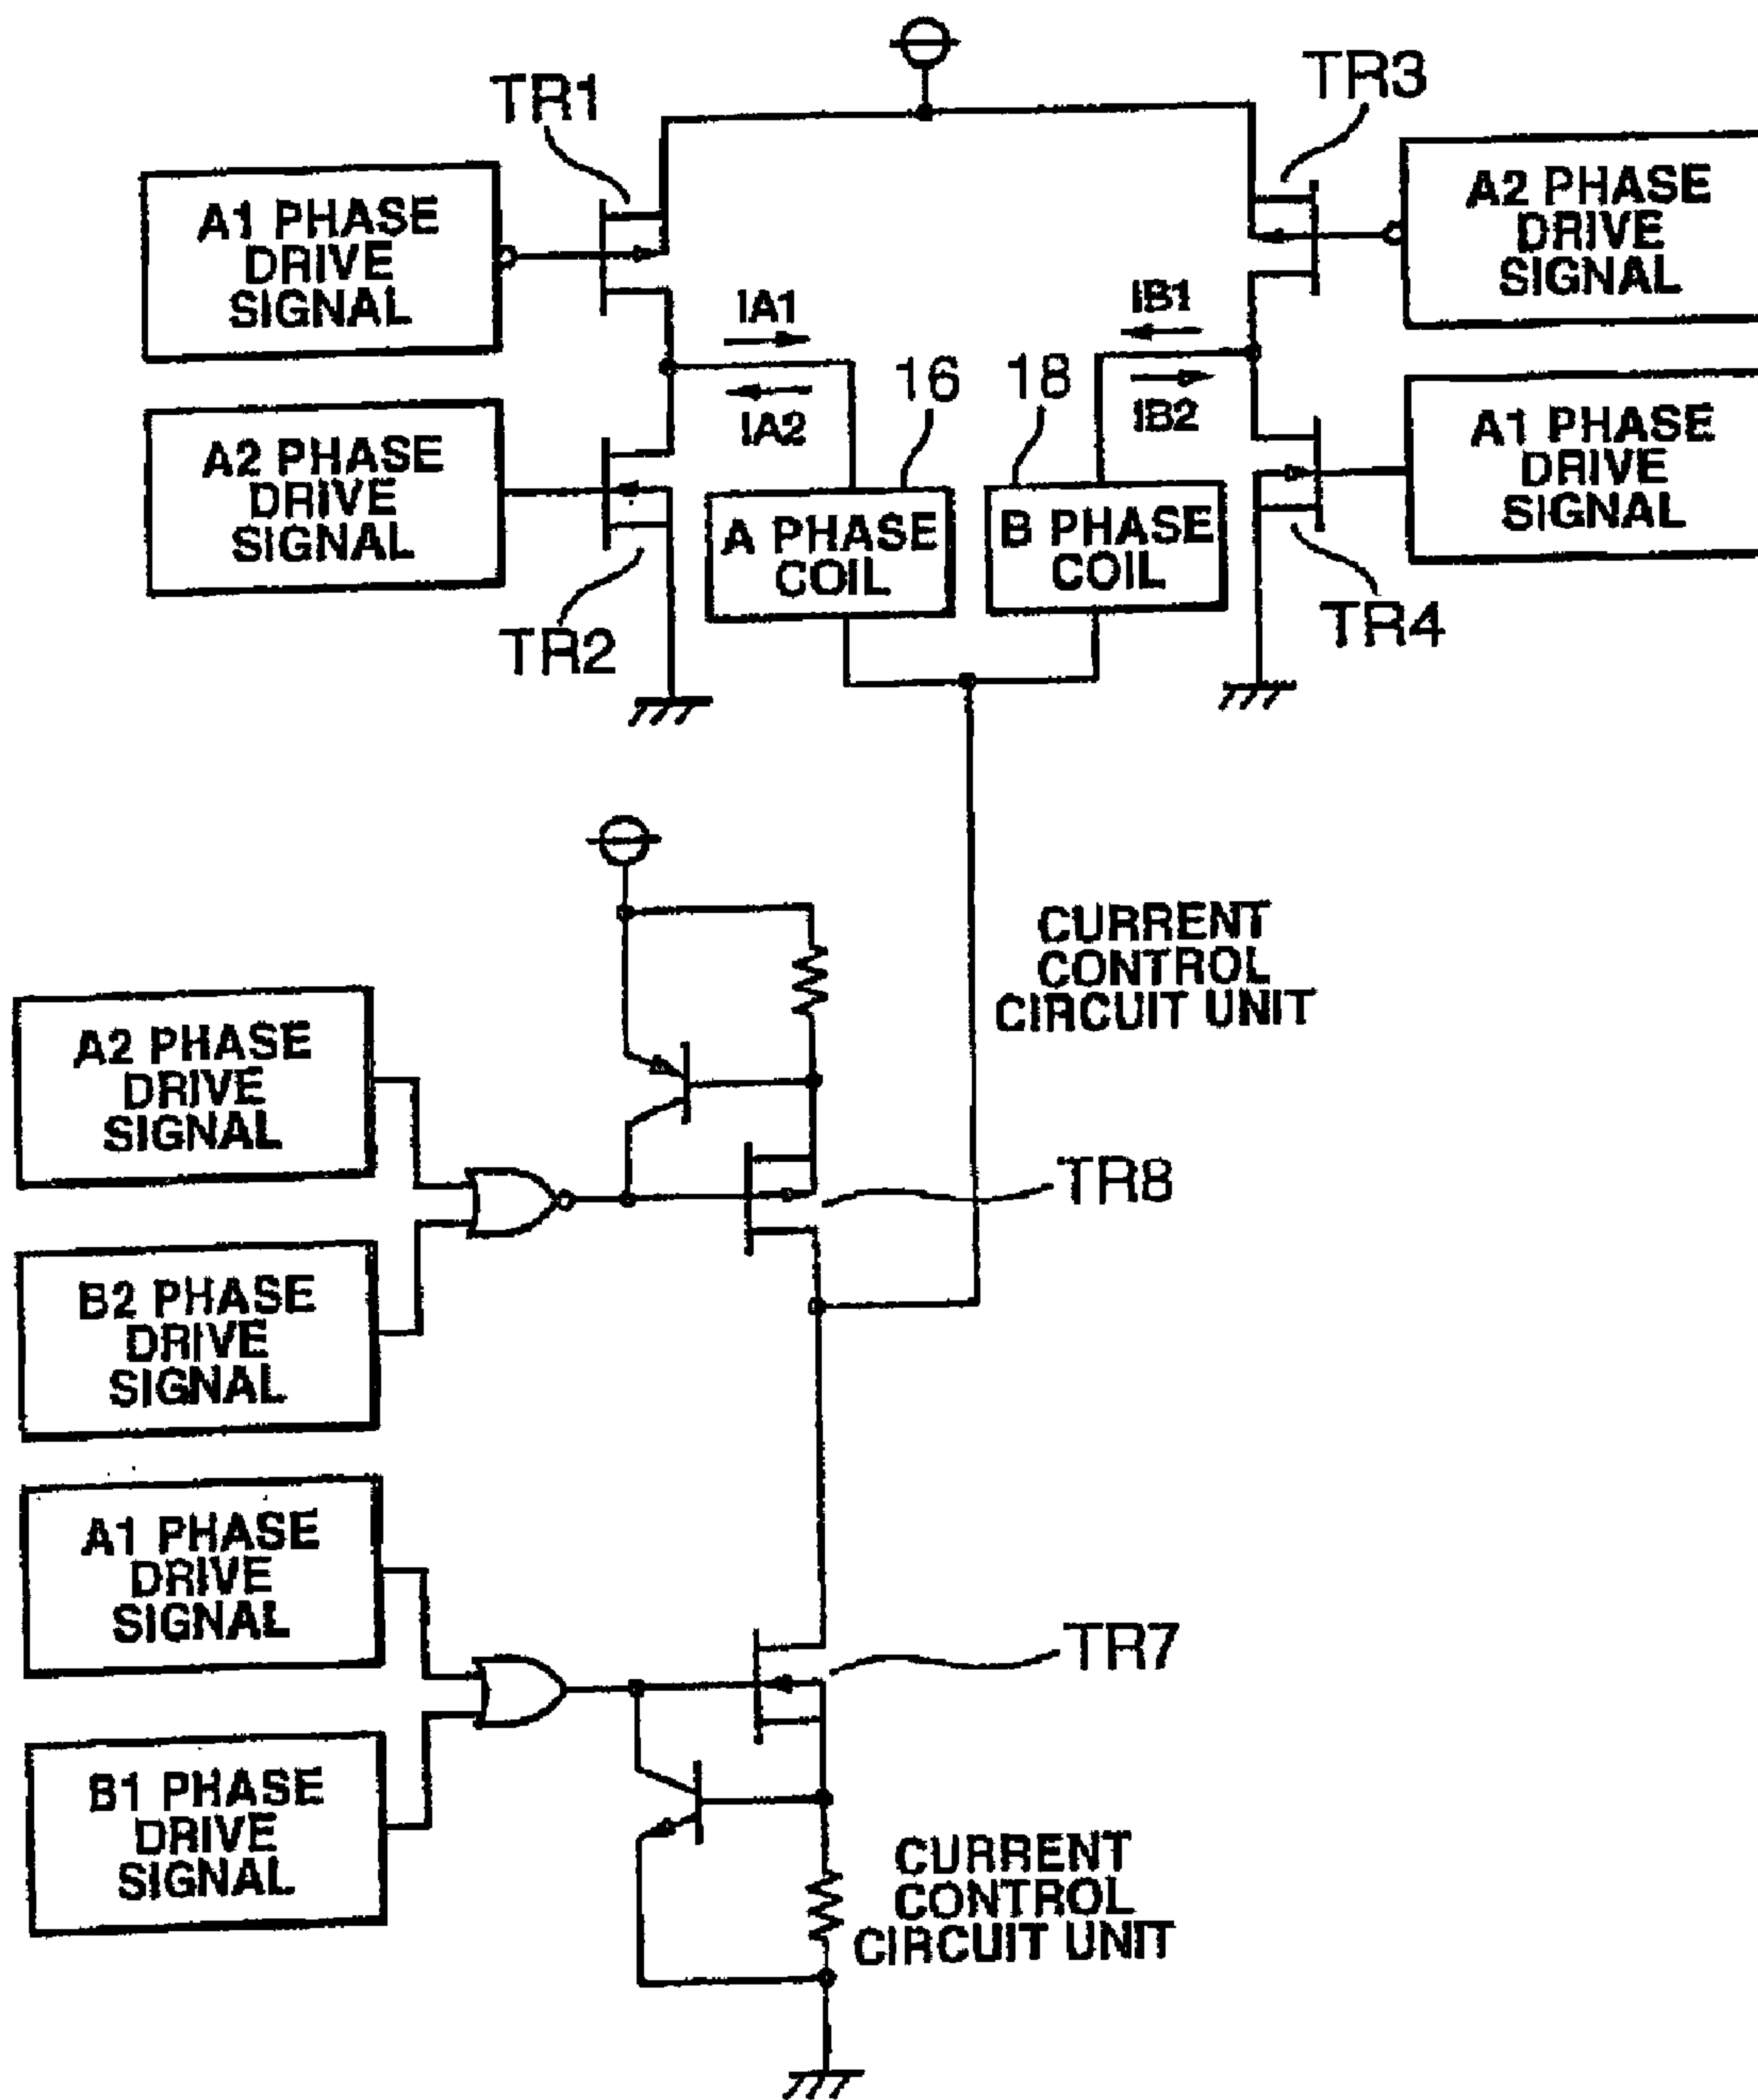 TR1
TR3
A1 PHASE
DRIVE
SIGNAL
A2 PHASE
DRIVE
SIGNAL
IA1
IA2
IB1
IB2
16
18
A2 PHASE
DRIVE
SIGNAL
A1 PHASE
DRIVE
SIGNAL
A PHASE
COIL
B PHASE
COIL
TR2
TR4
CURRENT
CONTROL
CIRCUIT UNIT
A2 PHASE
DRIVE
SIGNAL
TR8
B2 PHASE
DRIVE
SIGNAL
A1 PHASE
DRIVE
SIGNAL
TR7
B1 PHASE
DRIVE
SIGNAL
CURRENT
CONTROL
CIRCUIT UNIT